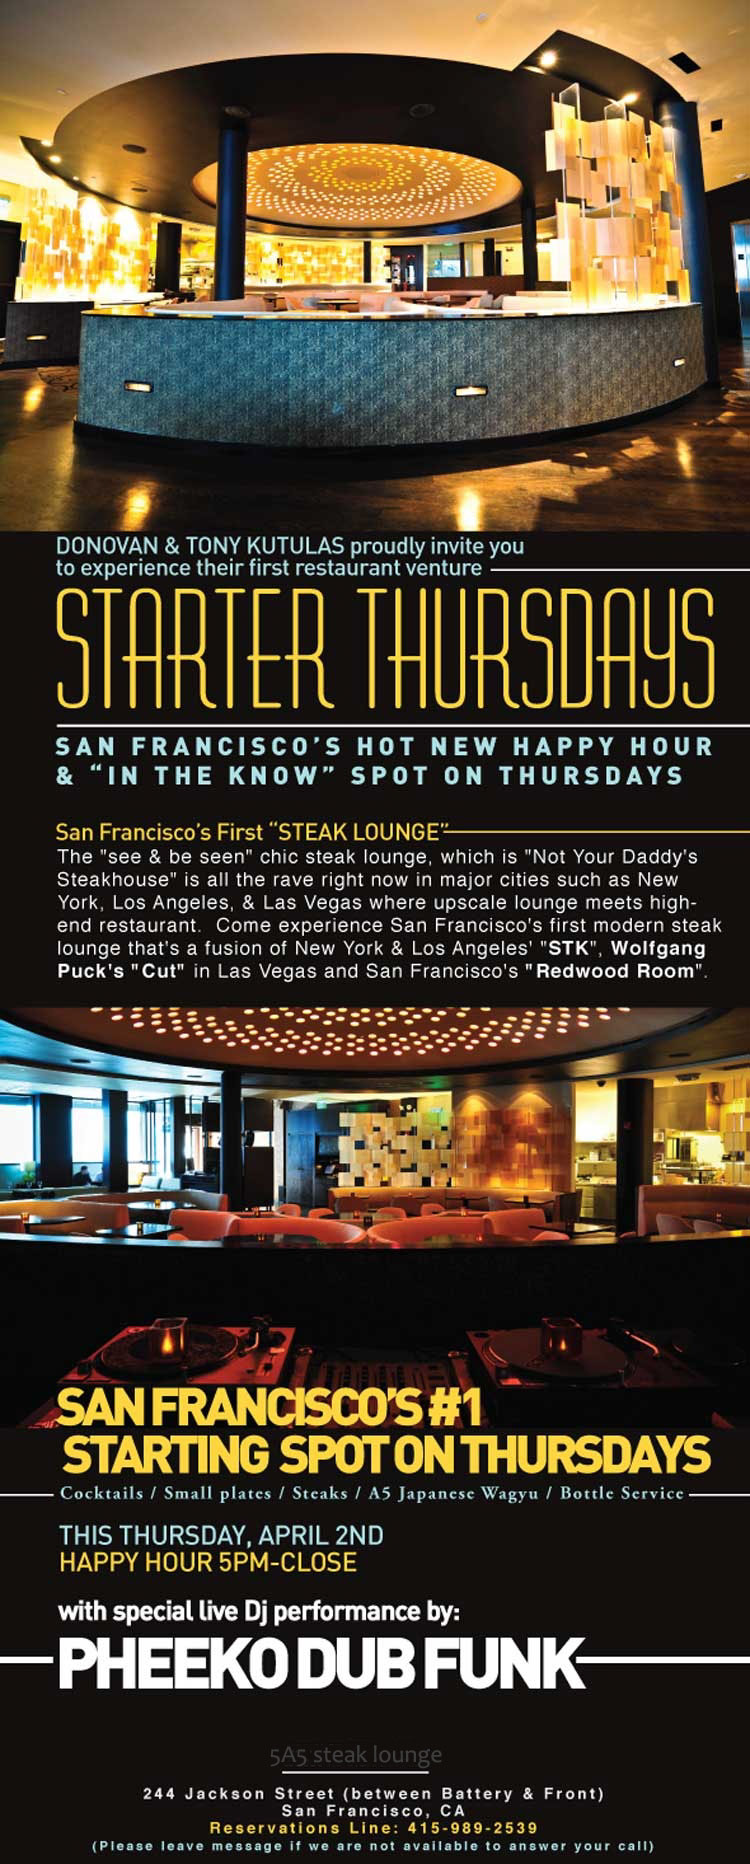 DONOVAN & TONY KUTULAS proudly invite you
to experience their first restaurant venture
STARTER THURSDAYS
SAN FRANCISCO'S HOT NEW HAPPY HOUR
& "IN THE KNOW" SPOT ON THURSDAYS
San Francisco's First "STEAK LOUNGE"
The "see & be seen" chic steak lounge, which is "Not Your Daddy's
Steakhouse" is all the rave right now in major cities such as New
York, Los Angeles, & Las Vegas where upscale lounge meets high-
end restaurant. Come experience San Francisco's first modern steak
lounge that's a fusion of New York & Los Angeles' "STK", Wolfgang
Puck's "Cut" in Las Vegas and San Francisco's "Redwood Room".
SAN FRANCISCO'S #1
STARTING SPOT ON THURSDAYS
Cocktails / Small plates / Steaks / A5 Japanese Wagyu / Bottle Service
THIS THURSDAY, APRIL 2ND
HAPPY HOUR 5PM-CLOSE
with special live Dj performance by:
PHEEKO DUB FUNK
5A5 steak lounge
244 Jackson Street (between Battery & Front)
San Francisco, CA
Reservations Line: 415-989-2539
(Please leave message if we are not available to answer your call)